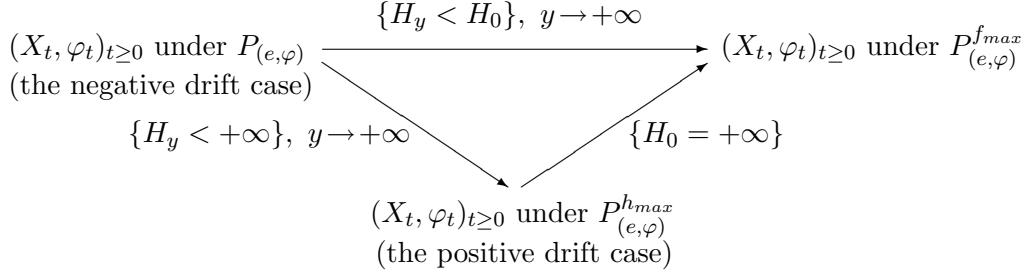 {H_y < H_0}, y → +∞
(X_t, φ_t)_{t≥0} under P_{(e,φ)}
(X_t, φ_t)_{t≥0} under P^{f_{max}}_{(e,φ)}
(the negative drift case)
{H_y < +∞}, y → +∞
{H_0 = +∞}
(X_t, φ_t)_{t≥0} under P^{h_{max}}_{(e,φ)}
(the positive drift case)